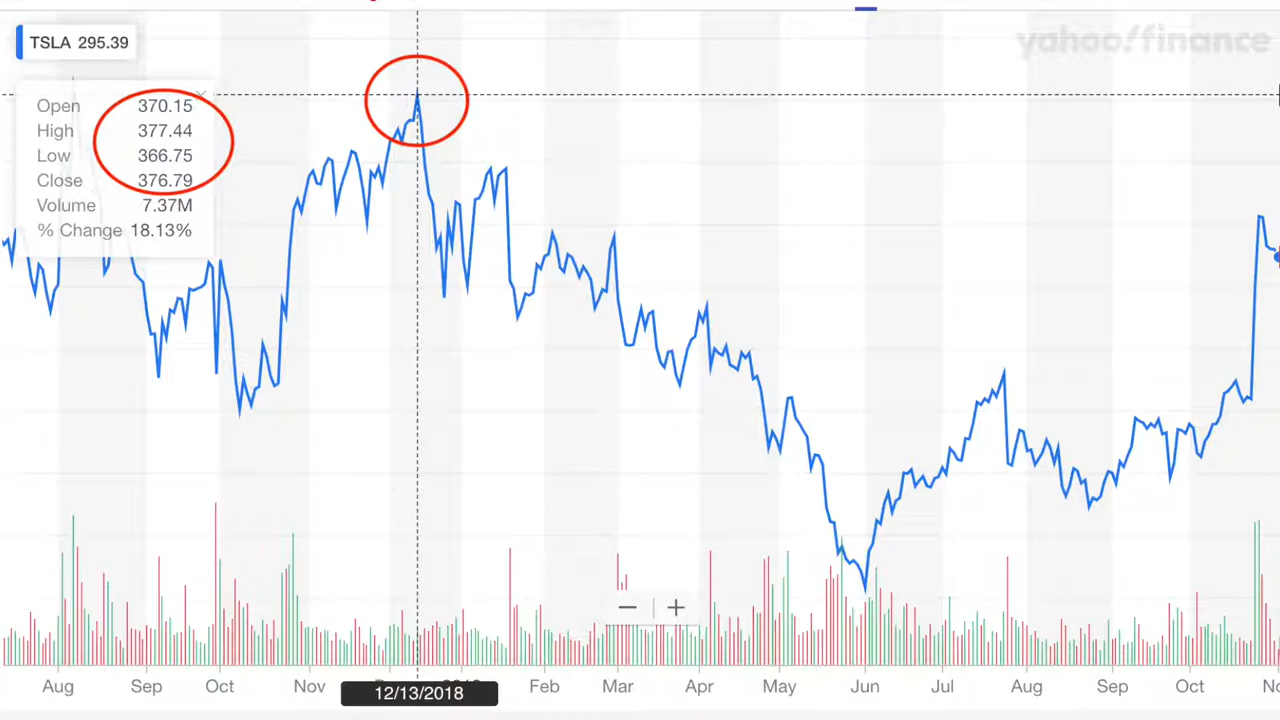 TSLA 295.39
yahoo!finance
Open 370.15
High 377.44
Low 366.75
Close 376.79
Volume 7.37M
% Change 18.13%
− +
Aug Sep Oct Nov Feb Mar Apr May Jun Jul Aug Sep Oct
12/13/2018